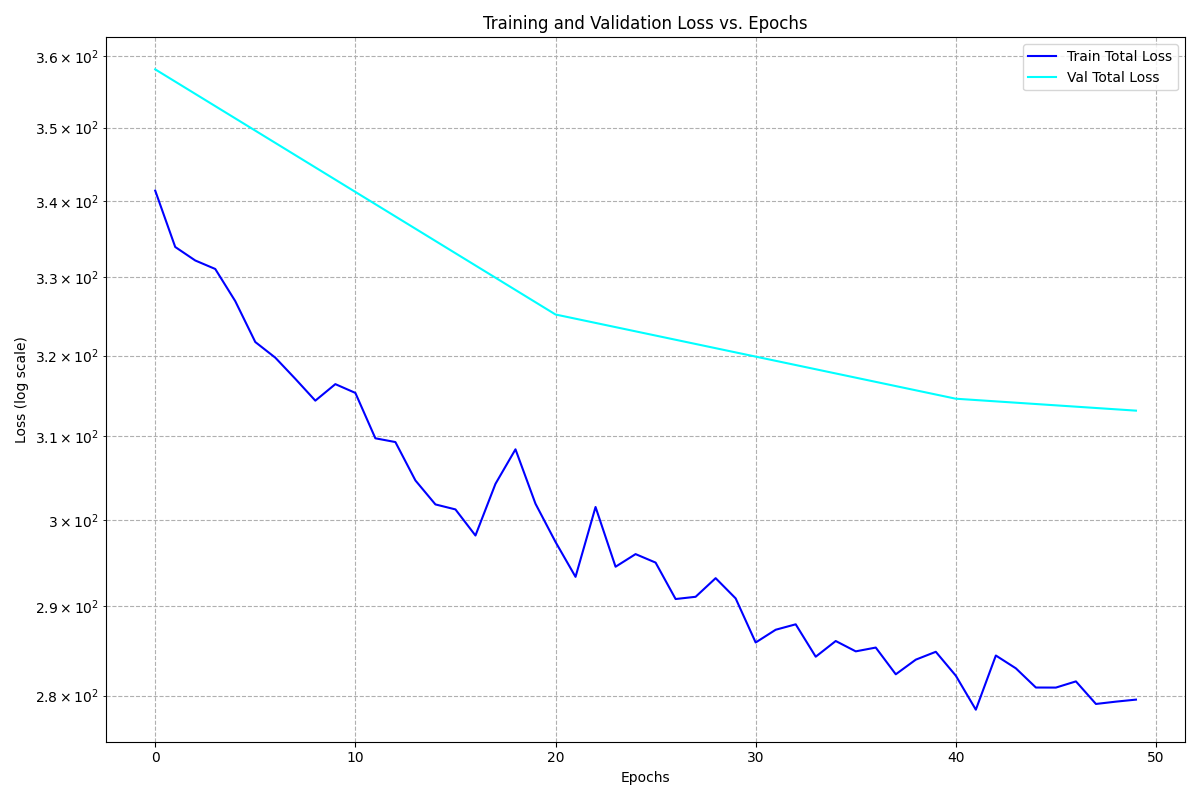 Training and Validation Loss vs. Epochs
Train Total Loss
Val Total Loss
Loss (log scale)
3.6 × 10²
3.5 × 10²
3.4 × 10²
3.3 × 10²
3.2 × 10²
3.1 × 10²
3 × 10²
2.9 × 10²
2.8 × 10²
0 10 20 30 40 50
Epochs